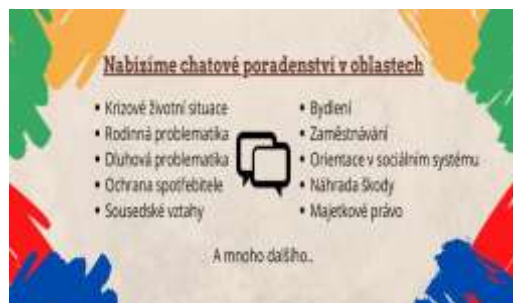 Nabízíme chatové poradenství v oblastech
• Krizové životní situace
• Rodinná problematika
• Dluhová problematika
• Ochrana spotřebitele
• Sousedské vztahy
• Bydlení
• Zaměstnávání
• Orientace v sociálním systému
• Náhrada škody
• Majetkové právo
A mnoho dalšího..